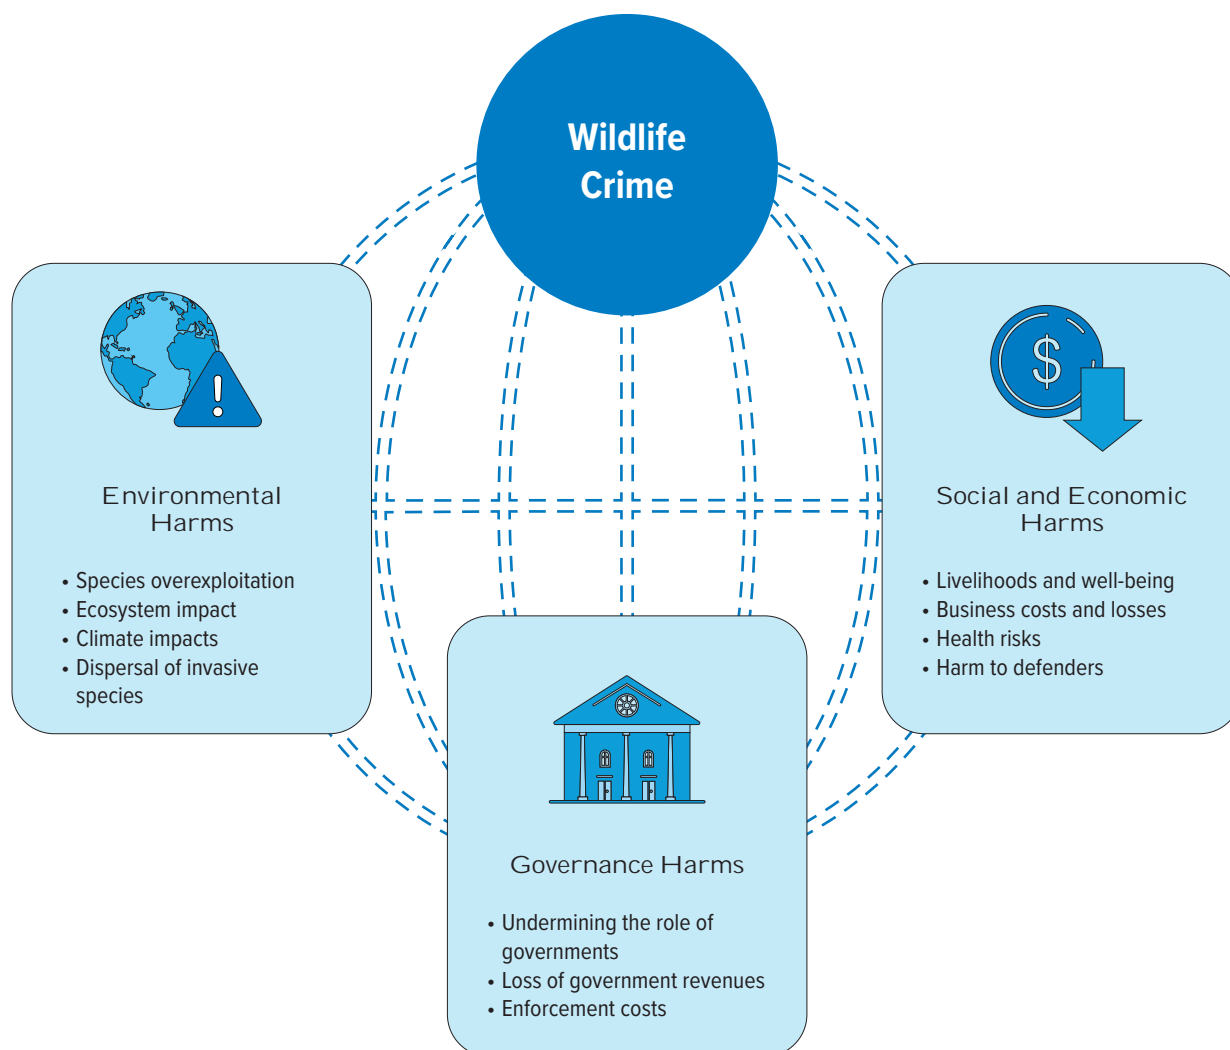 Wildlife
Crime
Environmental
Harms
• Species overexploitation
• Ecosystem impact
• Climate impacts
• Dispersal of invasive
species
$
Social and Economic
Harms
• Livelihoods and well-being
• Business costs and losses
• Health risks
• Harm to defenders
Governance Harms
• Undermining the role of
governments
• Loss of government revenues
• Enforcement costs